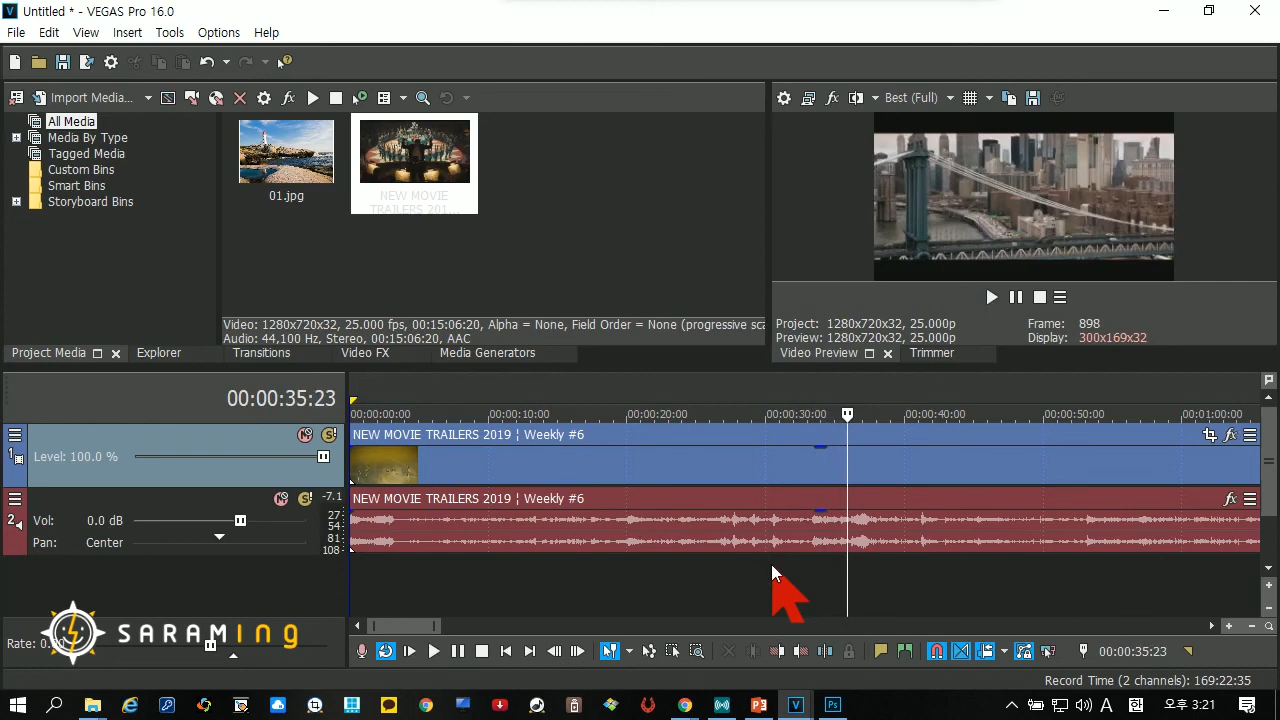 Untitled * - VEGAS Pro 16.0
File Edit View Insert Tools Options Help
Import Media...
Best (Full)
All Media
Media By Type
Tagged Media
Custom Bins
Smart Bins
Storyboard Bins
01.jpg
NEW MOVIE
TRAILERS 201...
Video: 1280x720x32, 25.000 fps, 00:15:06:20, Alpha = None, Field Order = None (progressive sca
Audio: 44,100 Hz, Stereo, 00:15:06:20, AAC
Project: 1280x720x32, 25.000p
Frame: 898
Preview: 1280x720x32, 25.000p
Display: 300x169x32
Project Media Explorer Transitions Video FX Media Generators
Video Preview Trimmer
00:00:35:23
00:00:00:00 00:00:10:00 00:00:20:00 00:00:30:00 00:00:40:00 00:00:50:00 00:01:00:00
1
Level: 100.0 %
NEW MOVIE TRAILERS 2019 ¦ Weekly #6
2
Vol: 0.0 dB
Pan: Center
-7.1
27
54
81
108
NEW MOVIE TRAILERS 2019 ¦ Weekly #6
SARAMING
Rate:
00:00:35:23
Record Time (2 channels): 169:22:35
A 오후 3:21